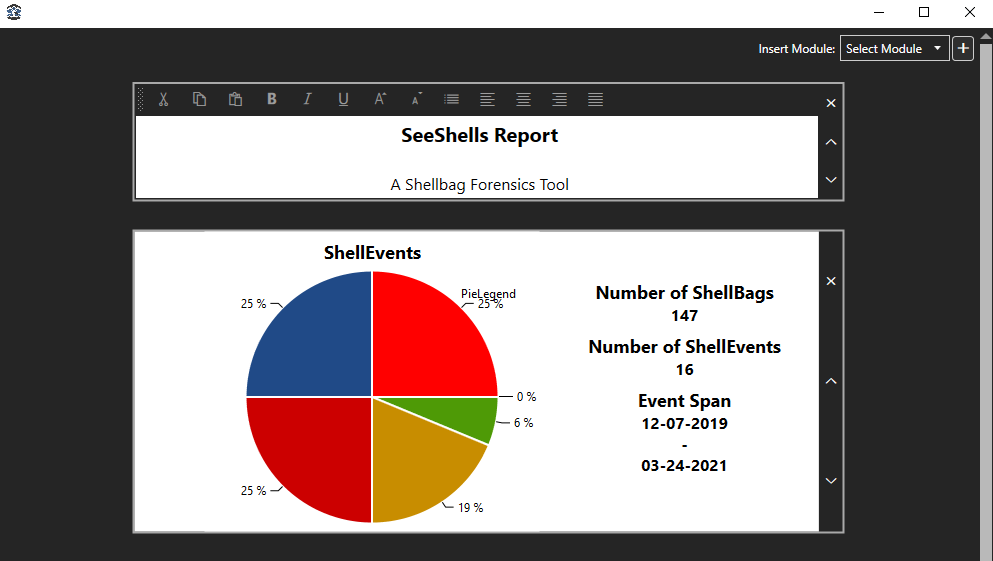 Insert Module: Select Module
B I U A A
SeeShells Report
A Shellbag Forensics Tool
ShellEvents
PieLegend
25 %
25 %
0 %
6 %
19 %
25 %
Number of ShellBags
147
Number of ShellEvents
16
Event Span
12-07-2019
-
03-24-2021